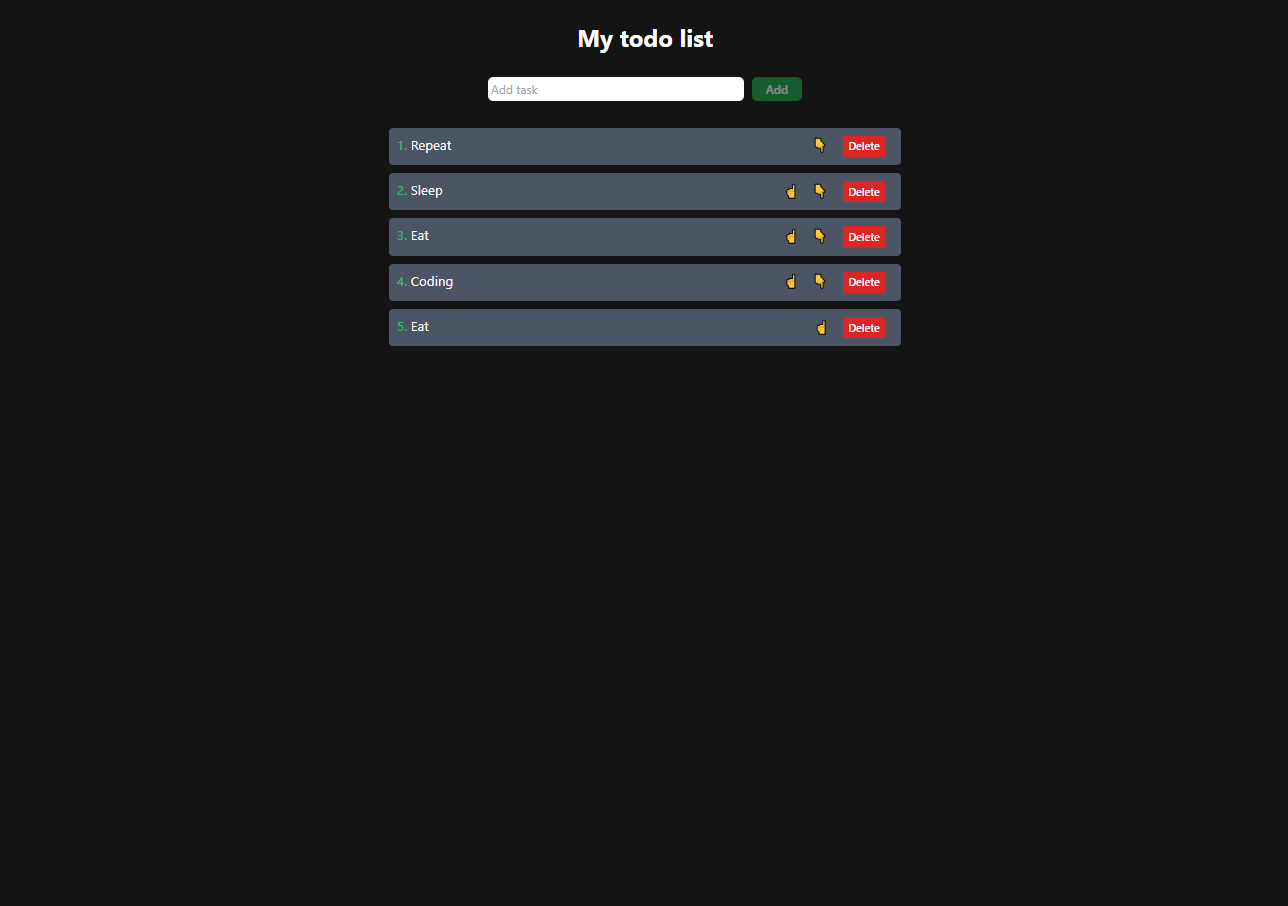 My todo list
Add task Add
1. Repeat 👇 Delete
2. Sleep ☝ 👇 Delete
3. Eat ☝ 👇 Delete
4. Coding ☝ 👇 Delete
5. Eat ☝ Delete